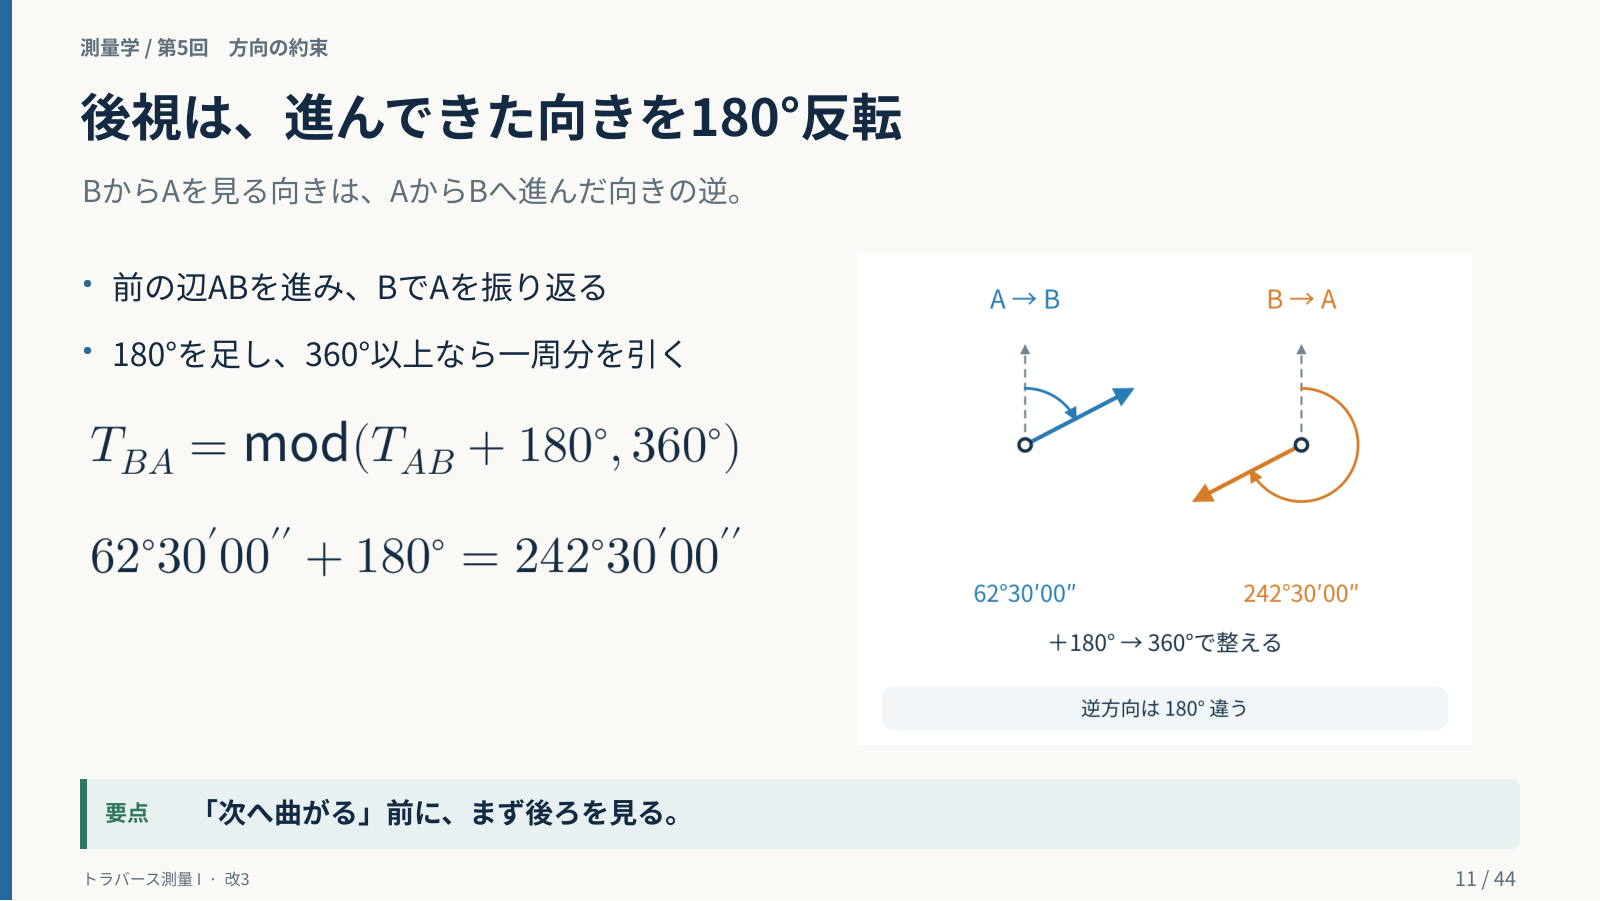 測量学 / 第5回　方向の約束
後視は、進んできた向きを180°反転
BからAを見る向きは、AからBへ進んだ向きの逆。
・前の辺ABを進み、BでAを振り返る
・180°を足し、360°以上なら一周分を引く
T_{BA} = mod(T_{AB} + 180°, 360°)
62°30′00″ + 180° = 242°30′00″
A → B
B → A
62°30′00″
242°30′00″
＋180° → 360°で整える
逆方向は 180° 違う
要点　「次へ曲がる」前に、まず後ろを見る。
トラバース測量 I · 改3
11 / 44